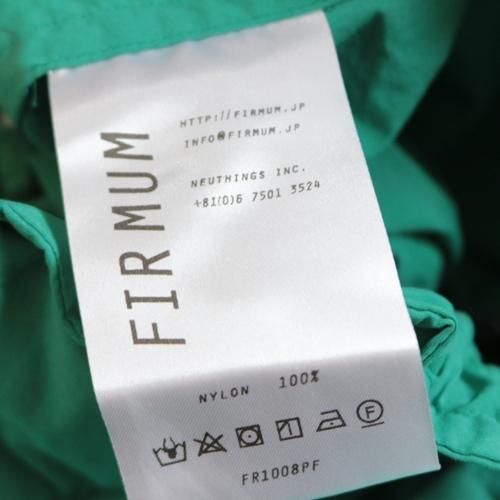 FIRMUM
HTTP://FIRMUM.JP
INFO@FIRMUM.JP
NEUTHINGS INC.
+81(0)6 7501 3524
NYLON 100%
F
FR1008PF